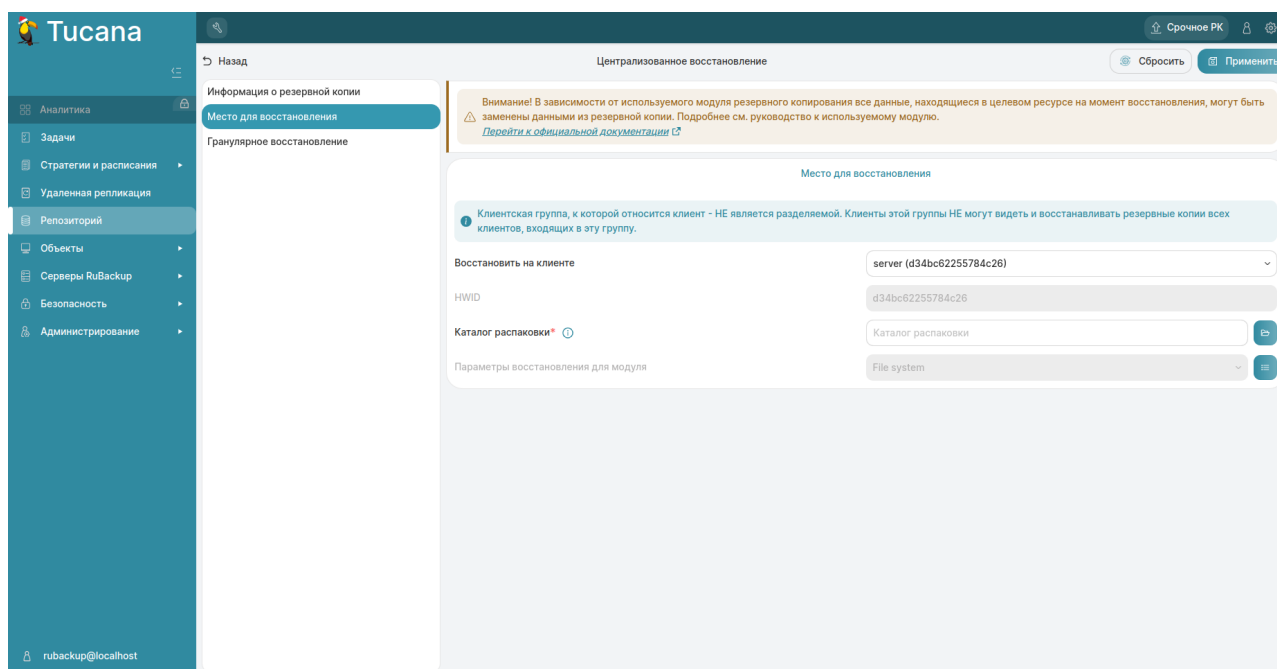 Tucana
Срочное РК
Назад
Централизованное восстановление
Сбросить
Применить
Аналитика
Задачи
Стратегии и расписания
Удаленная репликация
Репозиторий
Объекты
Серверы RuBackup
Безопасность
Администрирование
rubackup@localhost
Информация о резервной копии
Место для восстановления
Гранулярное восстановление
Внимание! В зависимости от используемого модуля резервного копирования все данные, находящиеся в целевом ресурсе на момент восстановления, могут быть
заменены данными из резервной копии. Подробнее см. руководство к используемому модулю.
Перейти к официальной документации
Место для восстановления
Клиентская группа, к которой относится клиент - НЕ является разделяемой. Клиенты этой группы НЕ могут видеть и восстанавливать резервные копии всех
клиентов, входящих в эту группу.
Восстановить на клиенте
server (d34bc62255784c26)
HWID
d34bc62255784c26
Каталог распаковки*
Каталог распаковки
Параметры восстановления для модуля
File system